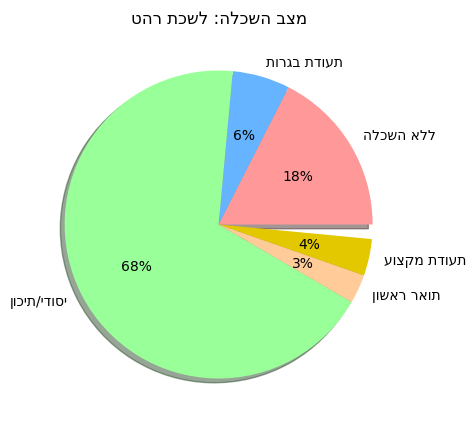 מצב השכלה: לשכת רהט
תעודת בגרות
6%
ללא השכלה
18%
4%
תעודת מקצוע
3%
68%
תואר ראשון
יסודי/תיכון